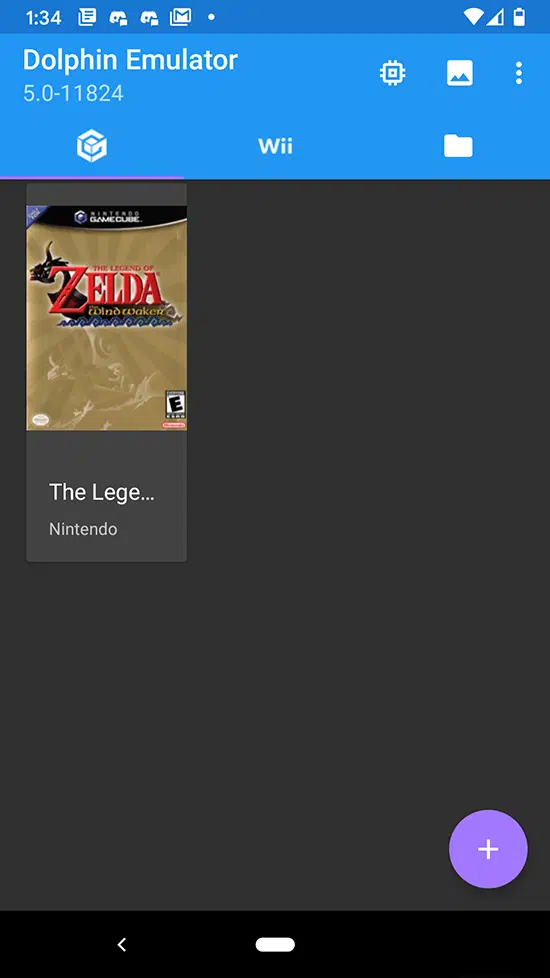 1:34
Dolphin Emulator
5.0-11824
Wii
NINTENDO
GAMECUBE
THE LEGEND OF
ZELDA
The Wind Waker
E
Nintendo
The Lege...
Nintendo